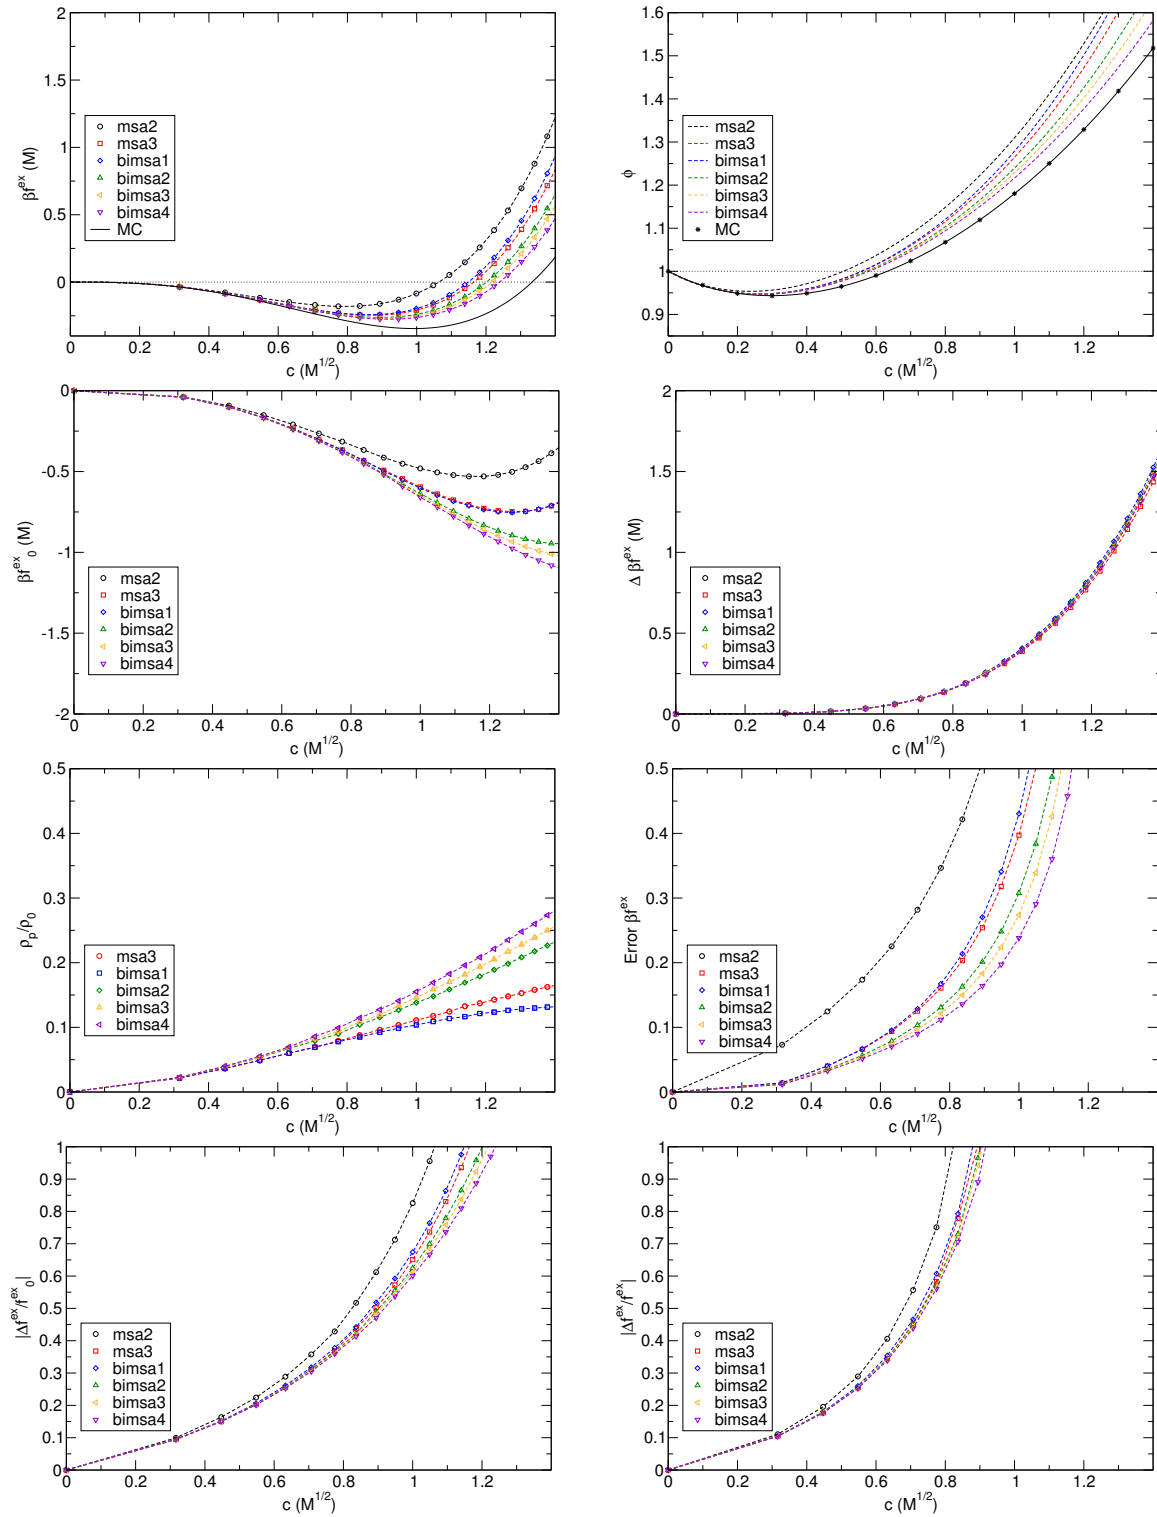 2
1.5
1
0.5
0
βf^ex (M)
msa2
msa3
bimsa1
bimsa2
bimsa3
bimsa4
MC
0 0.2 0.4 0.6 0.8 1 1.2
c (M^1/2)
1.6
1.5
1.4
1.3
1.2
1.1
1
0.9
ϕ
msa2
msa3
bimsa1
bimsa2
bimsa3
bimsa4
MC
0 0.2 0.4 0.6 0.8 1 1.2
c (M^1/2)
0
-0.5
-1
-1.5
-2
βf^ex_0 (M)
msa2
msa3
bimsa1
bimsa2
bimsa3
bimsa4
0 0.2 0.4 0.6 0.8 1 1.2
c (M^1/2)
2
1.5
1
0.5
0
Δ βf^ex (M)
msa2
msa3
bimsa1
bimsa2
bimsa3
bimsa4
0 0.2 0.4 0.6 0.8 1 1.2
c (M^1/2)
0.5
0.4
0.3
0.2
0.1
0
ρ_p/ρ_0
msa3
bimsa1
bimsa2
bimsa3
bimsa4
0 0.2 0.4 0.6 0.8 1 1.2
c (M^1/2)
0.5
0.4
0.3
0.2
0.1
0
Error βf^ex
msa2
msa3
bimsa1
bimsa2
bimsa3
bimsa4
0 0.2 0.4 0.6 0.8 1 1.2
c (M^1/2)
1
0.9
0.8
0.7
0.6
0.5
0.4
0.3
0.2
0.1
0
|Δf^ex/f^ex_0|
msa2
msa3
bimsa1
bimsa2
bimsa3
bimsa4
0 0.2 0.4 0.6 0.8 1 1.2
c (M^1/2)
1
0.9
0.8
0.7
0.6
0.5
0.4
0.3
0.2
0.1
0
|Δf^ex/f^ex|
msa2
msa3
bimsa1
bimsa2
bimsa3
bimsa4
0 0.2 0.4 0.6 0.8 1 1.2
c (M^1/2)